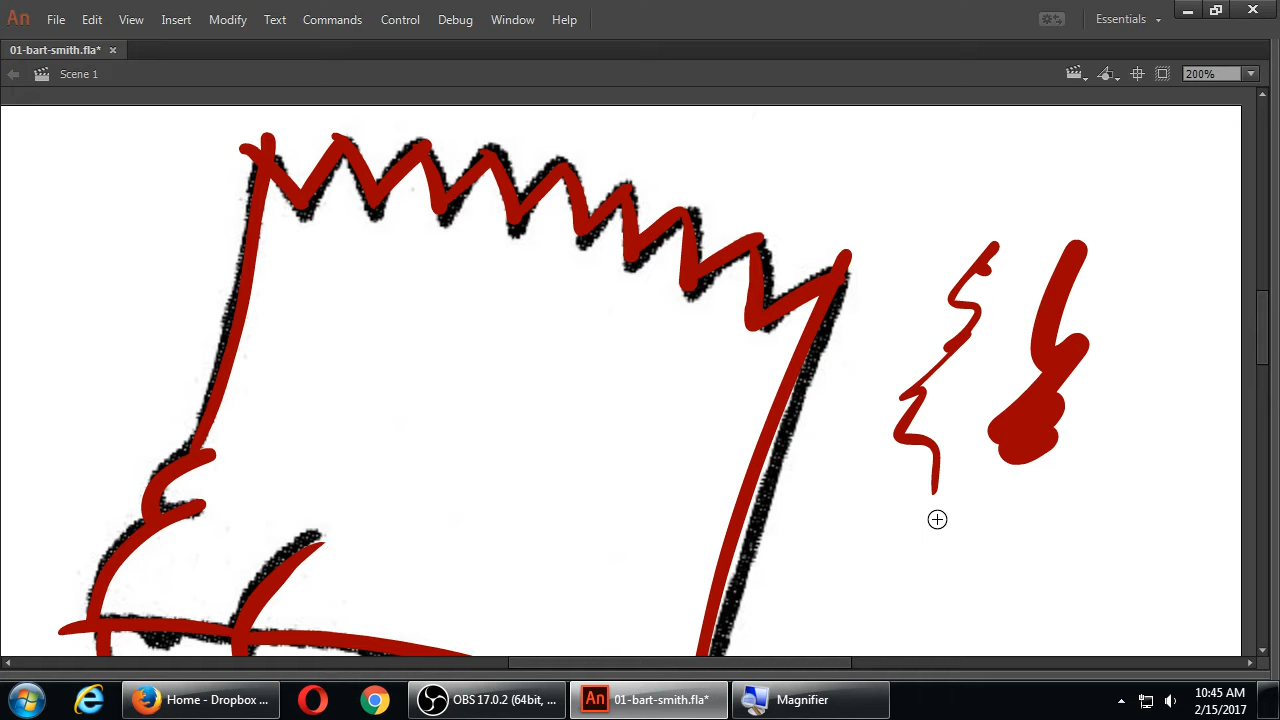 An File Edit View Insert Modify Text Commands Control Debug Window Help Essentials
01-bart-smith.fla*
Scene 1 200%
Home - Dropbox ... OBS 17.0.2 (64bit, ... An 01-bart-smith.fla* Magnifier 10:45 AM
2/15/2017